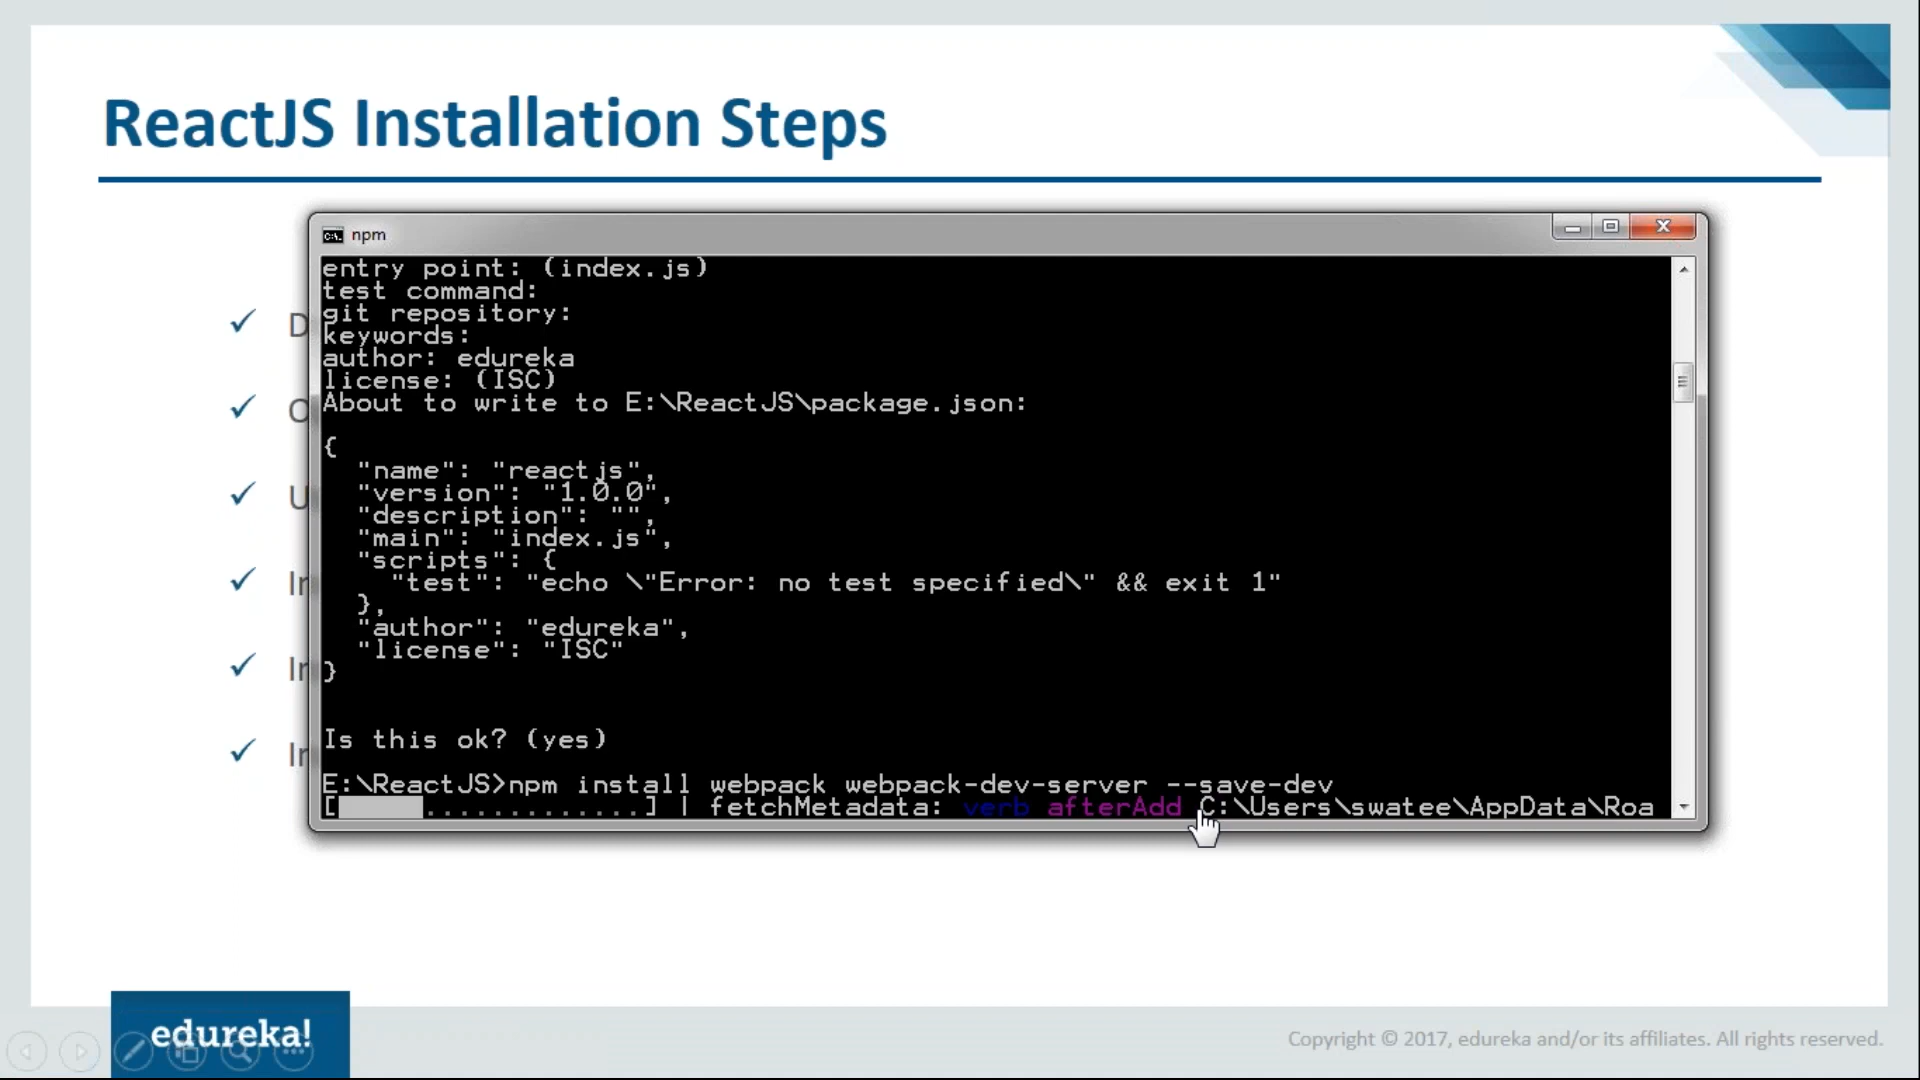 ReactJS Installation Steps
npm
entry point: (index.js)
test command:
git repository:
keywords:
author: edureka
license: (ISC)
About to write to E:\ReactJS\package.json:
{
"name": "reactjs",
"version": "1.0.0",
"description": "",
"main": "index.js",
"scripts": {
"test": "echo \"Error: no test specified\" && exit 1"
},
"author": "edureka",
"license": "ISC"
}
Is this ok? (yes)
E:\ReactJS>npm install webpack webpack-dev-server --save-dev
[.............] | fetchMetadata: verb afterAdd C:\Users\swatee\AppData\Roa
edureka!
Copyright © 2017, edureka and/or its affiliates. All rights reserved.